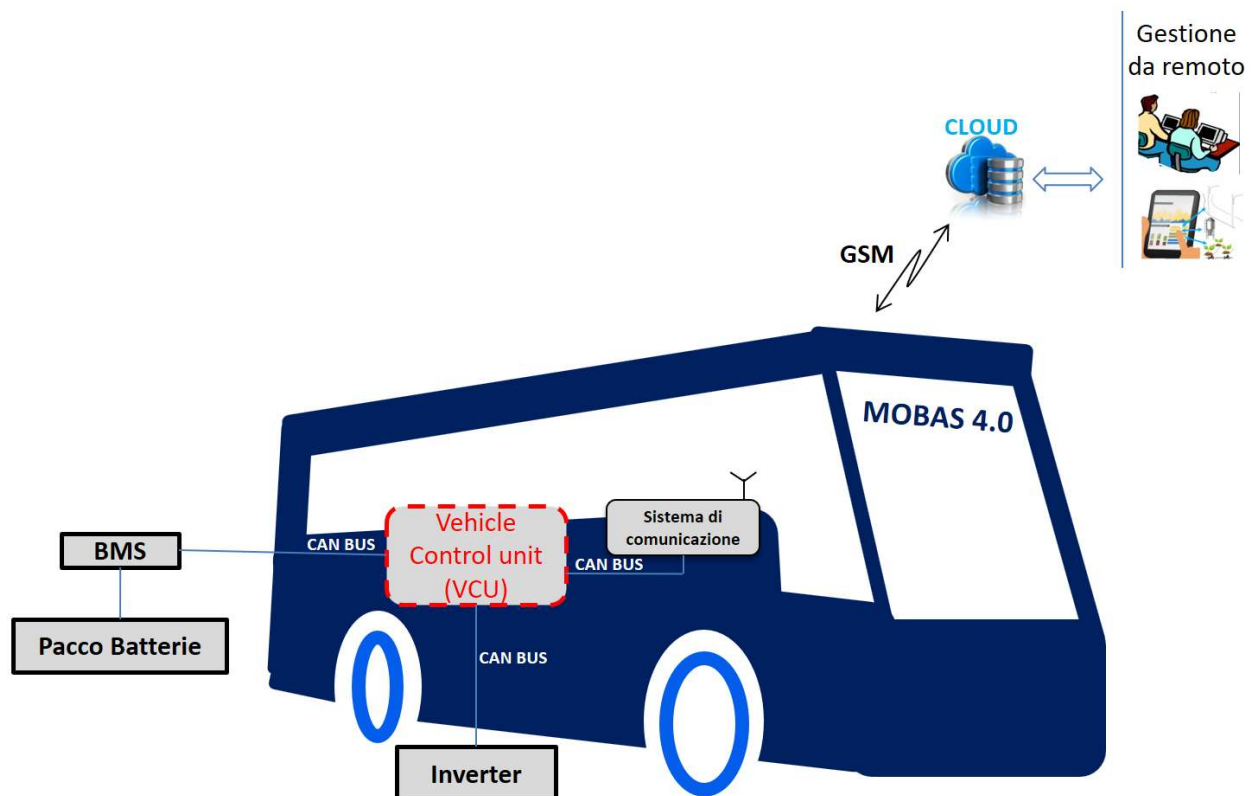 Gestione
da remoto
CLOUD
GSM
MOBAS 4.0
Vehicle
Control unit
(VCU)
Sistema di
comunicazione
BMS
CAN BUS
CAN BUS
Pacco Batterie
CAN BUS
Inverter